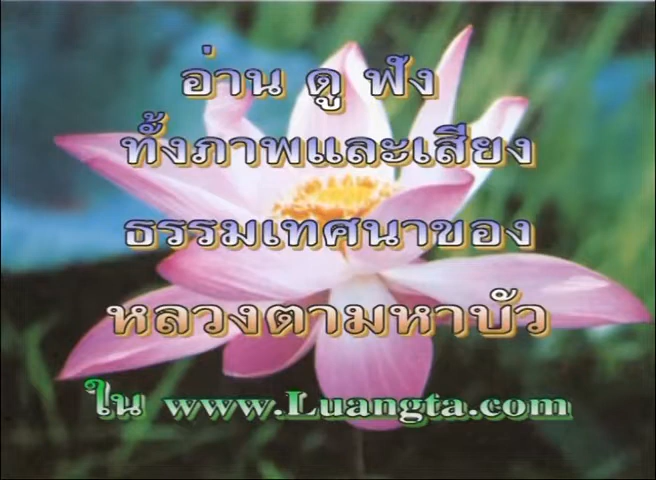 อ่าน ดู ฟัง
ทั้งภาพและเสียง
ธรรมเทศนาของ
หลวงตามหาบัว
ใน www.Luangta.com